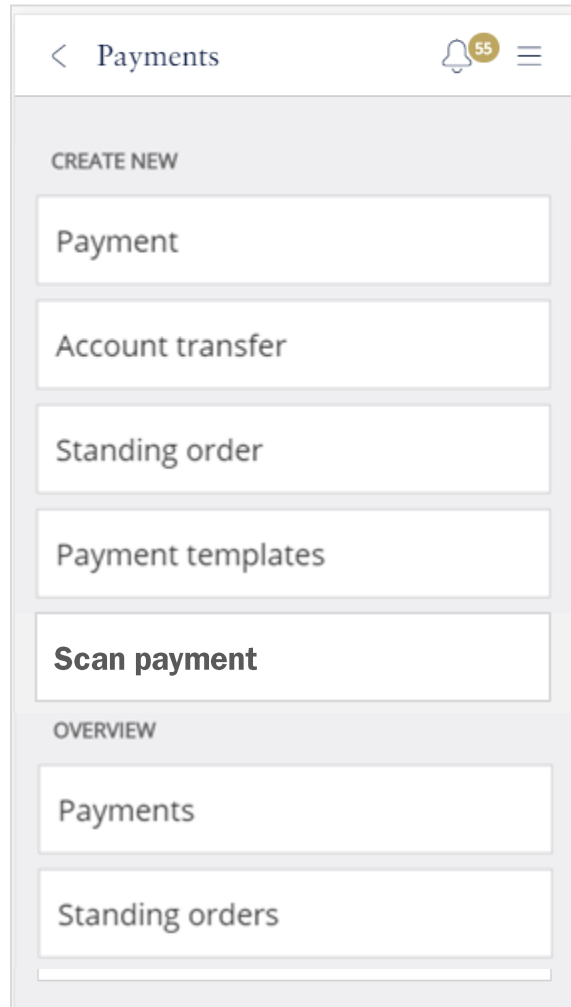 Payments
55
CREATE NEW
Payment
Account transfer
Standing order
Payment templates
Scan payment
OVERVIEW
Payments
Standing orders